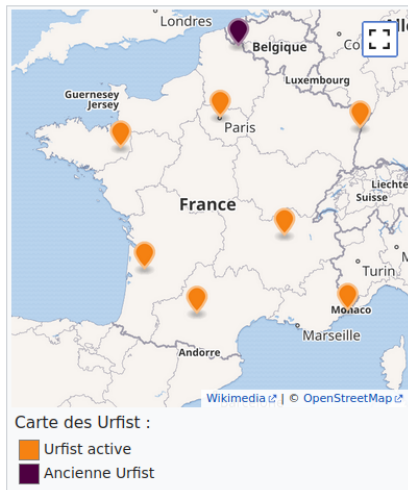 Londres
lle
Belgique
Co
Luxembourg
Guernesey
Jersey
Paris
France
Liechte
Suisse
Turin
M
Monaco
Marseille
Andorre
Wikimedia | © OpenStreetMap
Carte des Urfist :
Urfist active
Ancienne Urfist